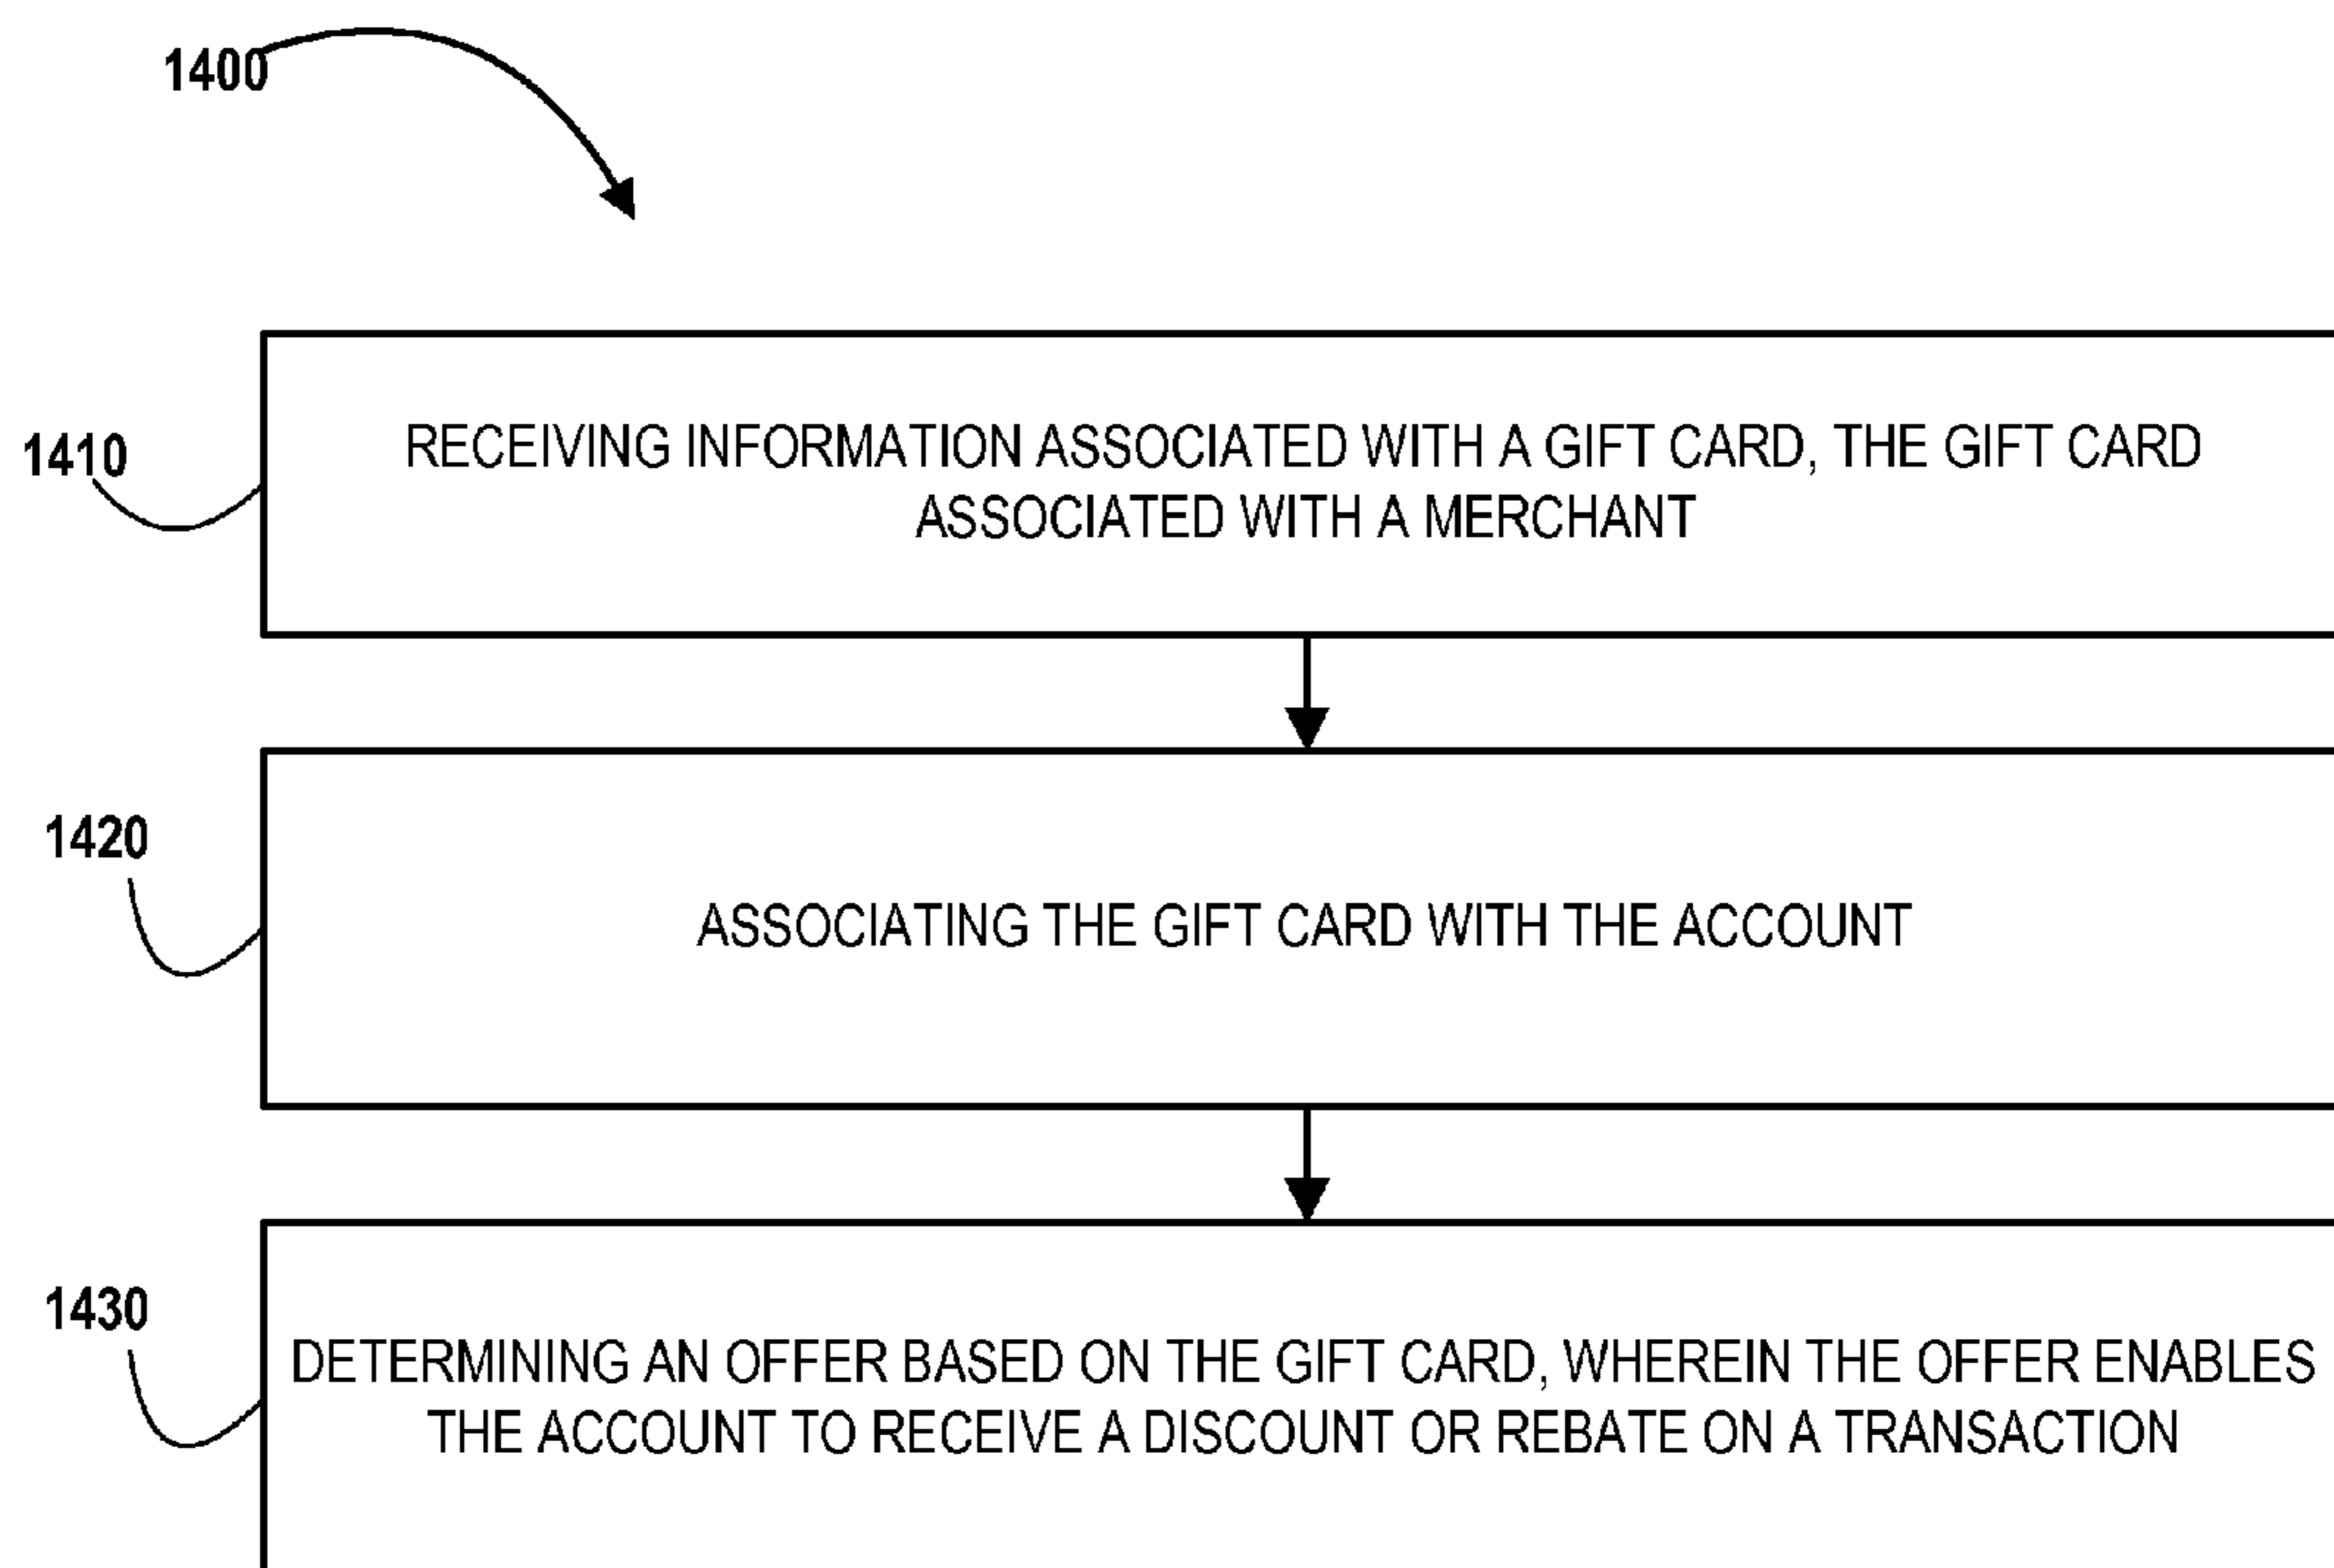 1400
1410
RECEIVING INFORMATION ASSOCIATED WITH A GIFT CARD, THE GIFT CARD
ASSOCIATED WITH A MERCHANT
1420
ASSOCIATING THE GIFT CARD WITH THE ACCOUNT
1430
DETERMINING AN OFFER BASED ON THE GIFT CARD, WHEREIN THE OFFER ENABLES
THE ACCOUNT TO RECEIVE A DISCOUNT OR REBATE ON A TRANSACTION